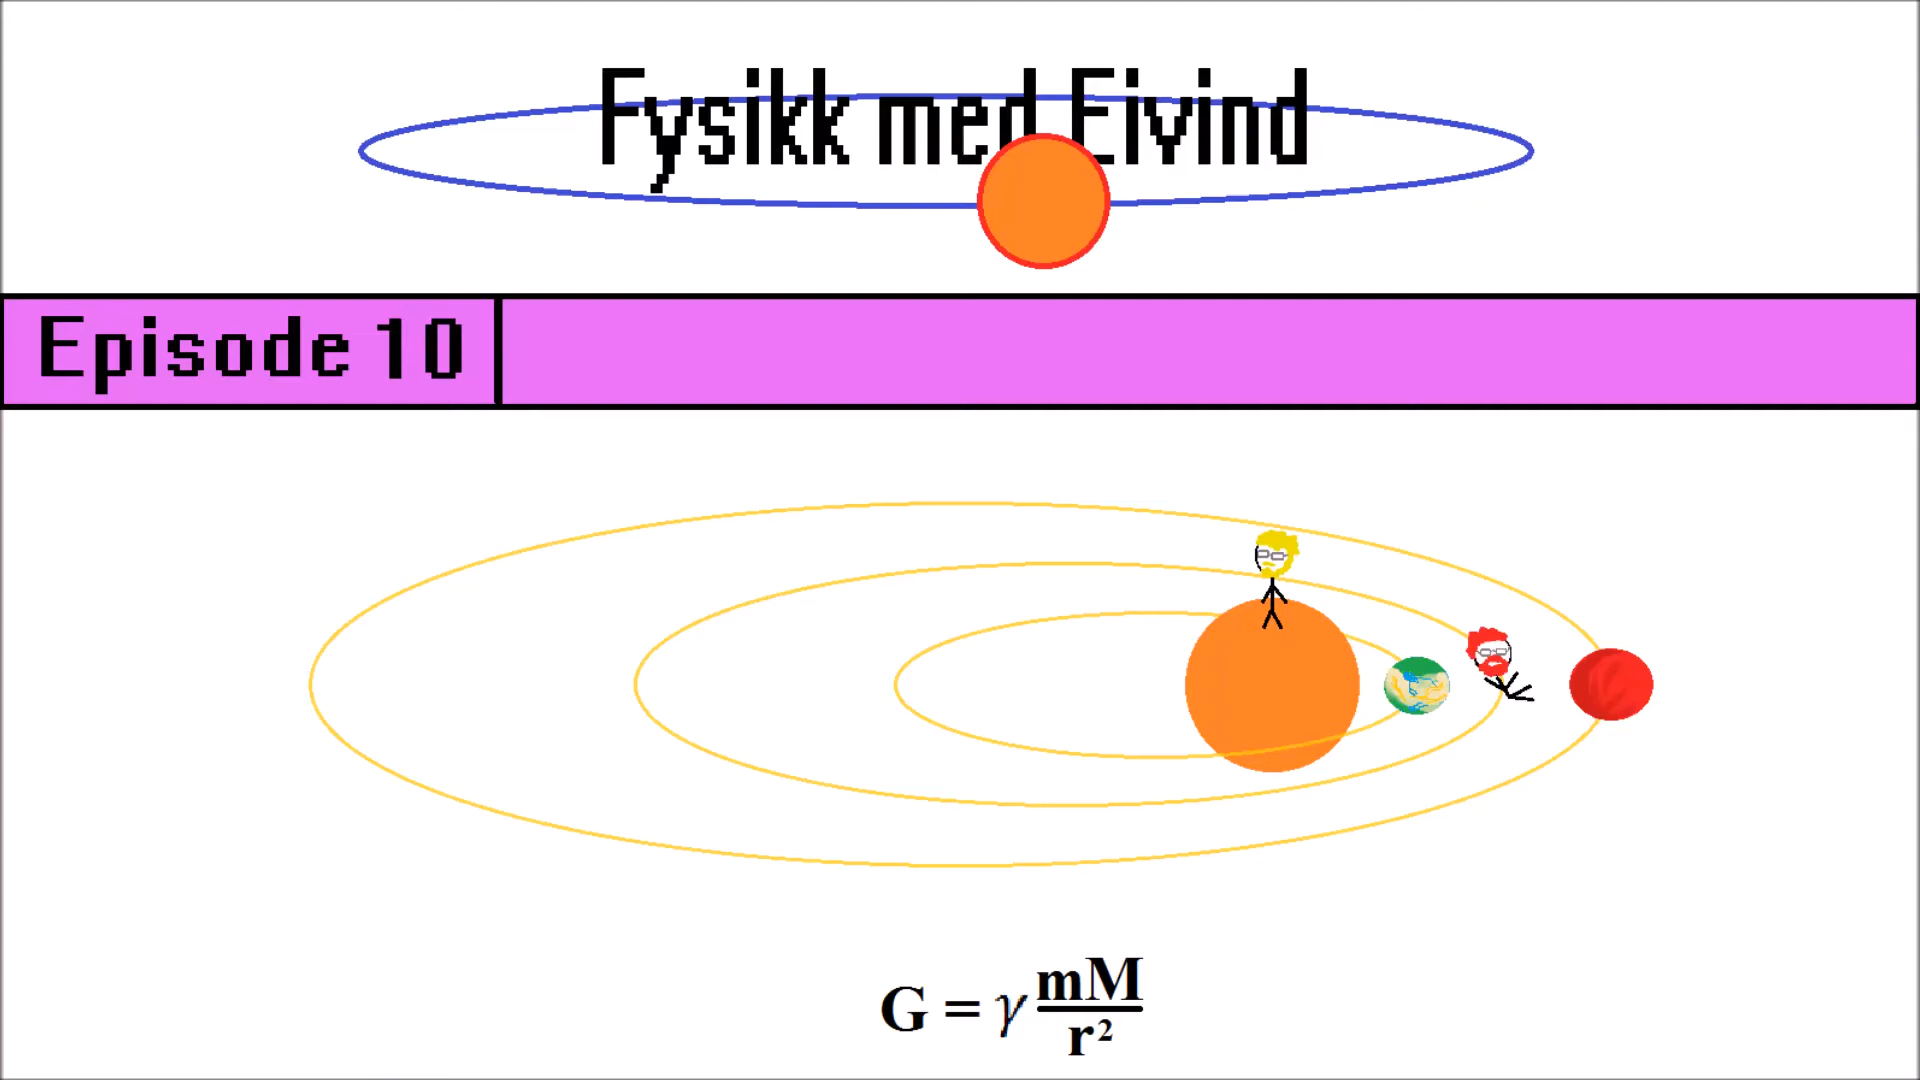 Fysikk med Eivind
Episode 10
G = γ mM/r²